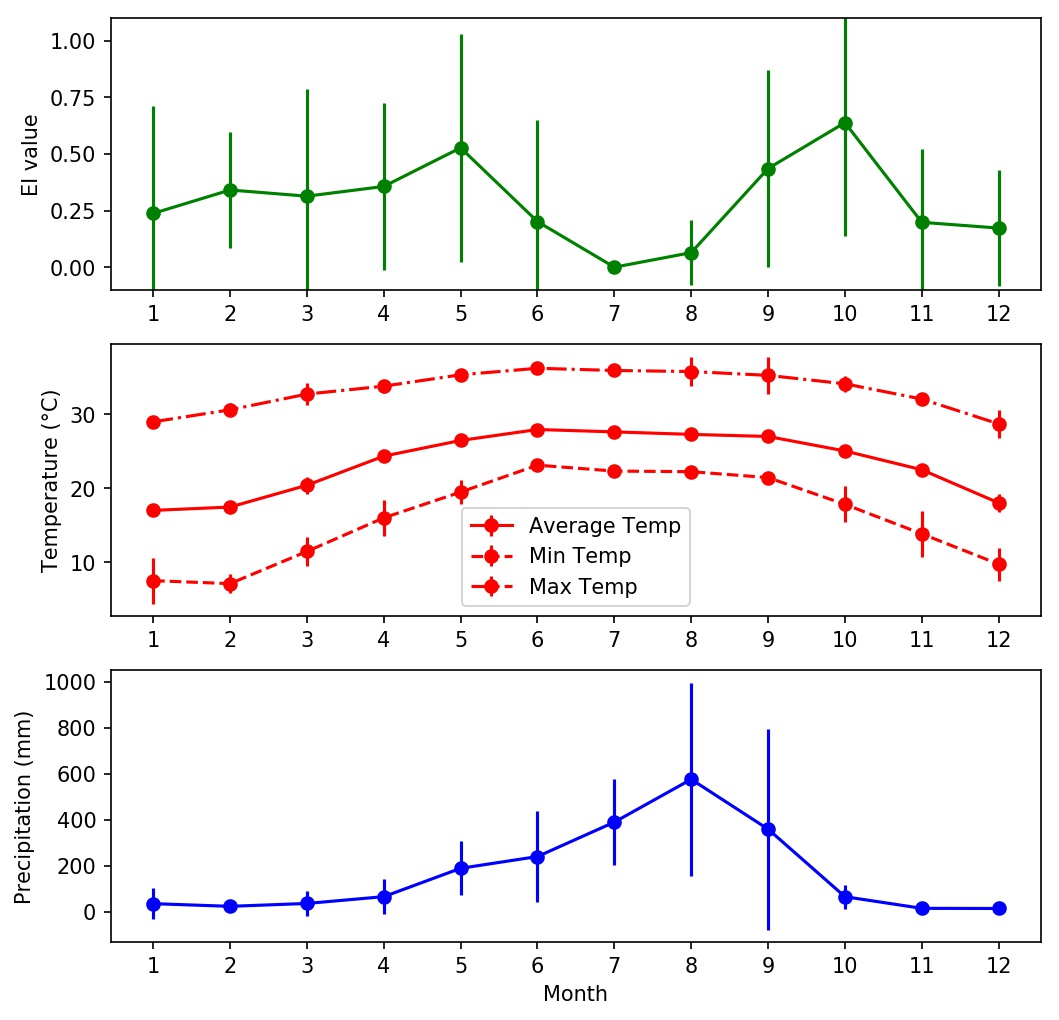 EI value
1.00
0.75
0.50
0.25
0.00
1 2 3 4 5 6 7 8 9 10 11 12
Temperature (°C)
30
20
10
Average Temp
Min Temp
Max Temp
1 2 3 4 5 6 7 8 9 10 11 12
Precipitation (mm)
1000
800
600
400
200
0
1 2 3 4 5 6 7 8 9 10 11 12
Month